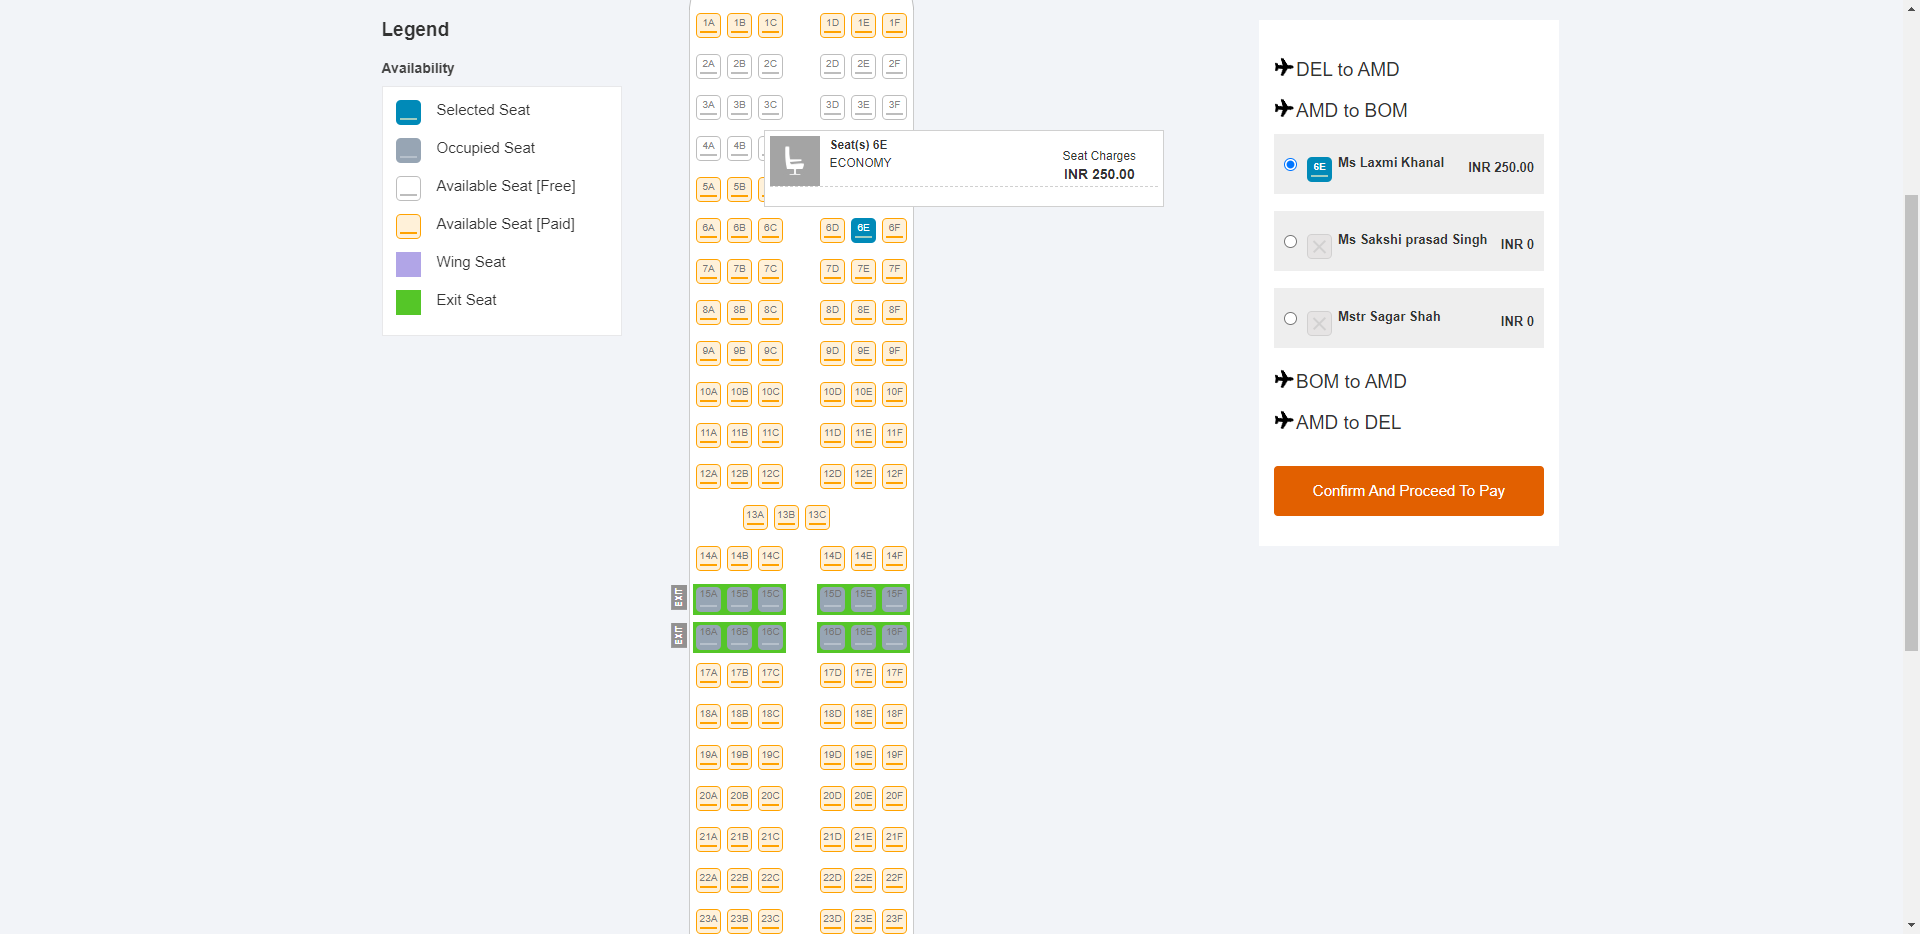 Legend
Availability
Selected Seat
Occupied Seat
Available Seat [Free]
Available Seat [Paid]
Wing Seat
Exit Seat
1A 1B 1C 1D 1E 1F
2A 2B 2C 2D 2E 2F
3A 3B 3C 3D 3E 3F
4A 4B
5A 5B
Seat(s) 6E
ECONOMY
Seat Charges
INR 250.00
6A 6B 6C 6D 6E 6F
7A 7B 7C 7D 7E 7F
8A 8B 8C 8D 8E 8F
9A 9B 9C 9D 9E 9F
10A 10B 10C 10D 10E 10F
11A 11B 11C 11D 11E 11F
12A 12B 12C 12D 12E 12F
13A 13B 13C
14A 14B 14C 14D 14E 14F
EXIT 15A 15B 15C 15D 15E 15F
EXIT 16A 16B 16C 16D 16E 16F
17A 17B 17C 17D 17E 17F
18A 18B 18C 18D 18E 18F
19A 19B 19C 19D 19E 19F
20A 20B 20C 20D 20E 20F
21A 21B 21C 21D 21E 21F
22A 22B 22C 22D 22E 22F
23A 23B 23C 23D 23E 23F
DEL to AMD
AMD to BOM
6E Ms Laxmi Khanal INR 250.00
Ms Sakshi prasad Singh INR 0
Mstr Sagar Shah INR 0
BOM to AMD
AMD to DEL
Confirm And Proceed To Pay